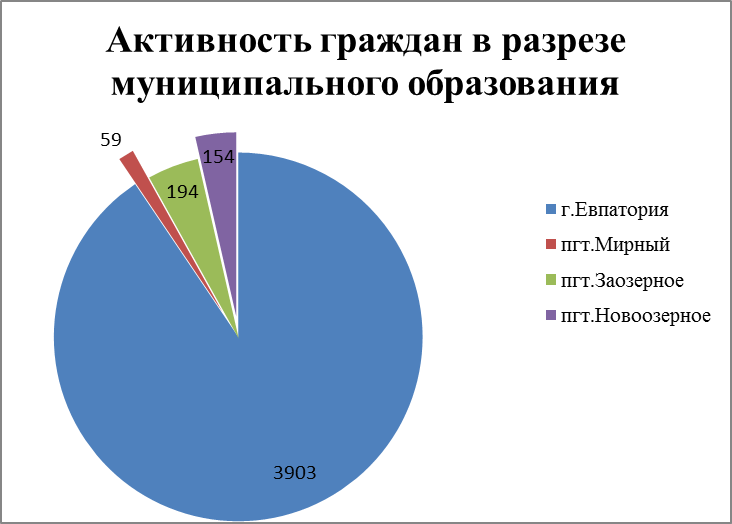 Активность граждан в разрезе
муниципального образования
59
154
194
3903
г.Евпатория
пгт.Мирный
пгт.Заозерное
пгт.Новоозерное